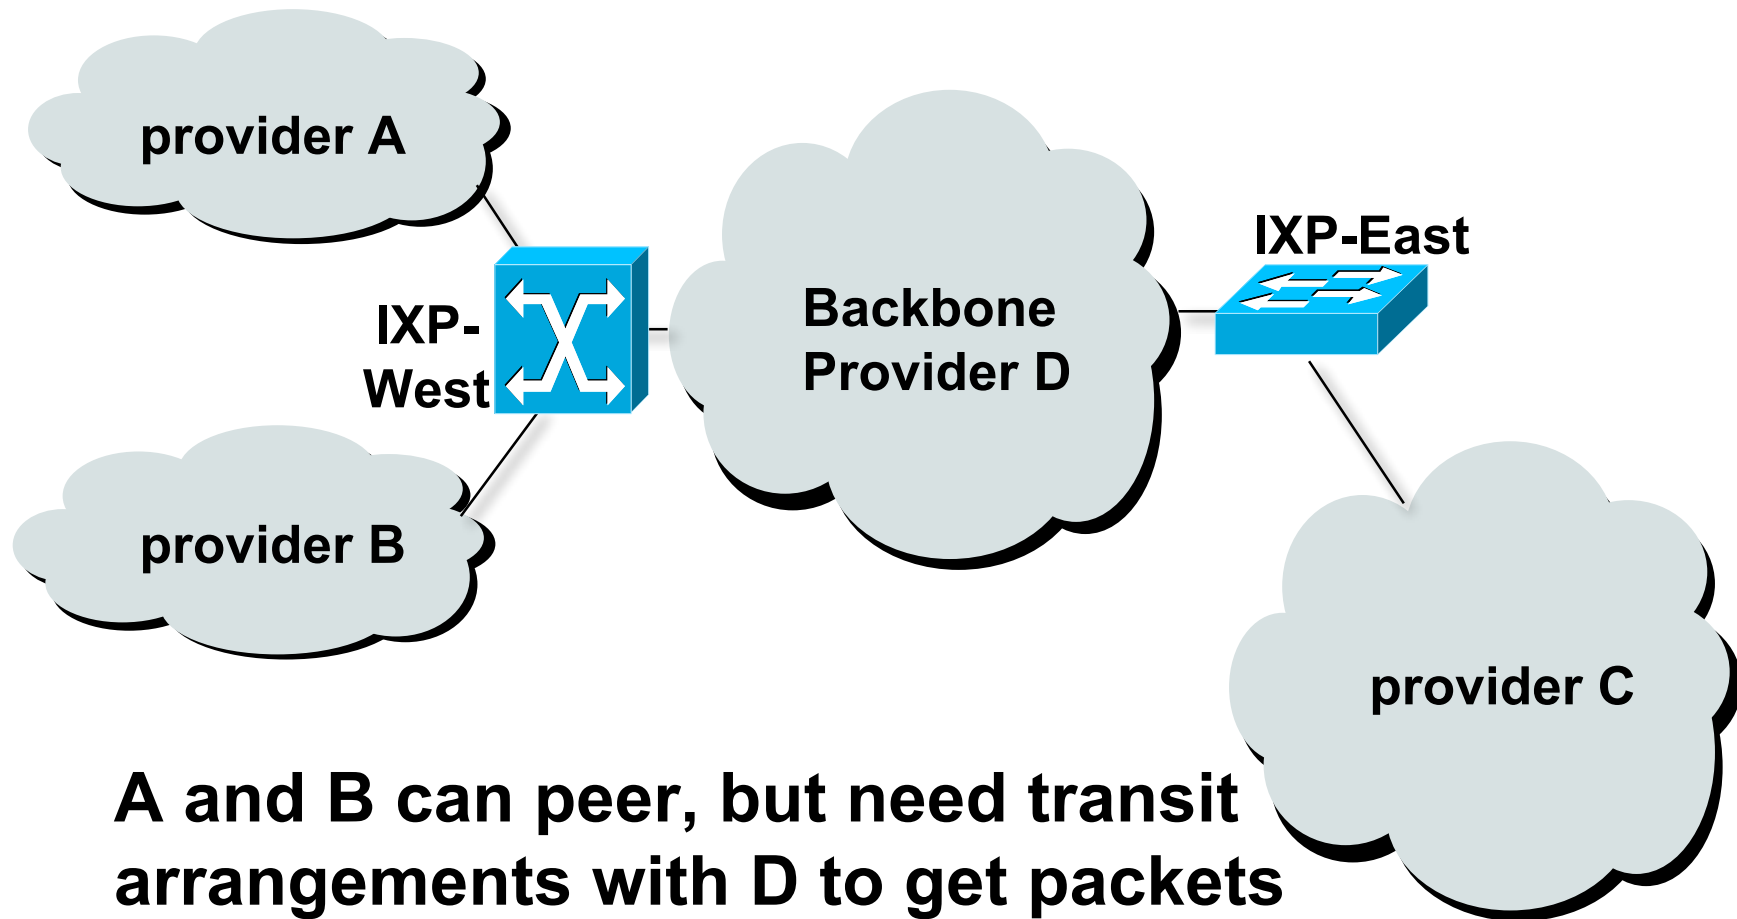 provider A
IXP-East
Backbone
Provider D
IXP-
West
provider B
provider C
A and B can peer, but need transit
arrangements with D to get packets